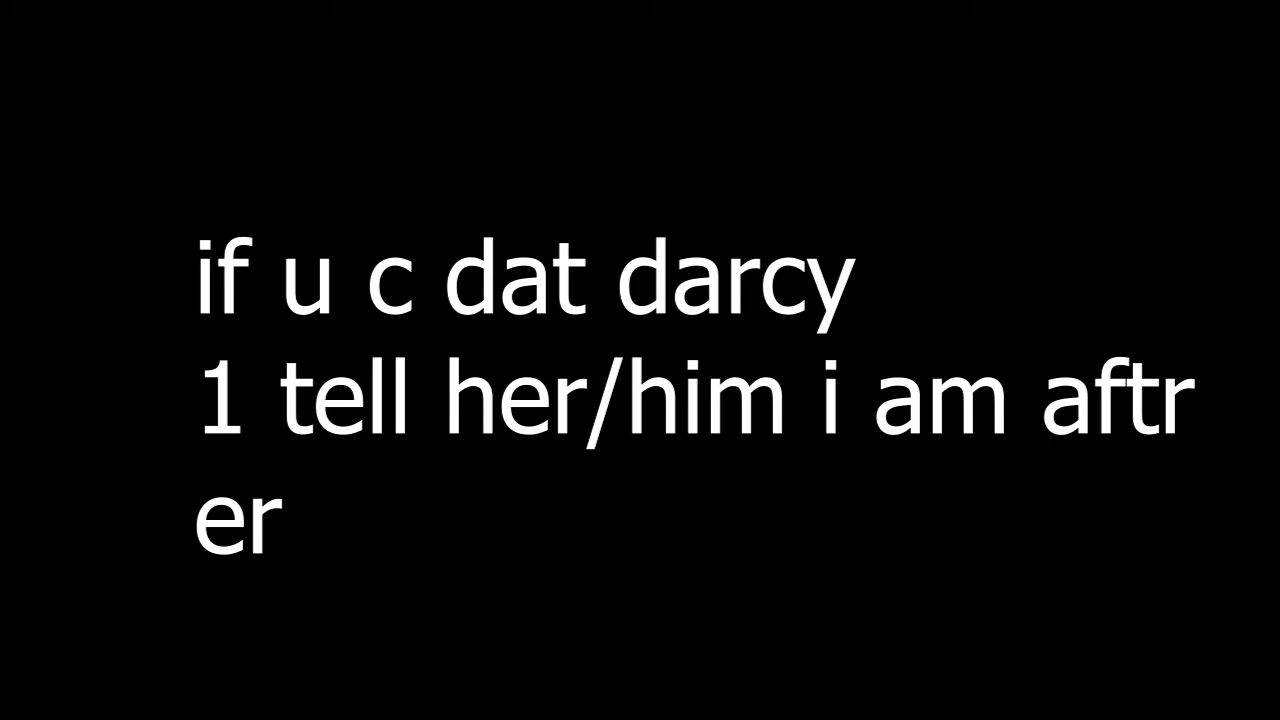 if u c dat darcy
1 tell her/him i am aftr
er